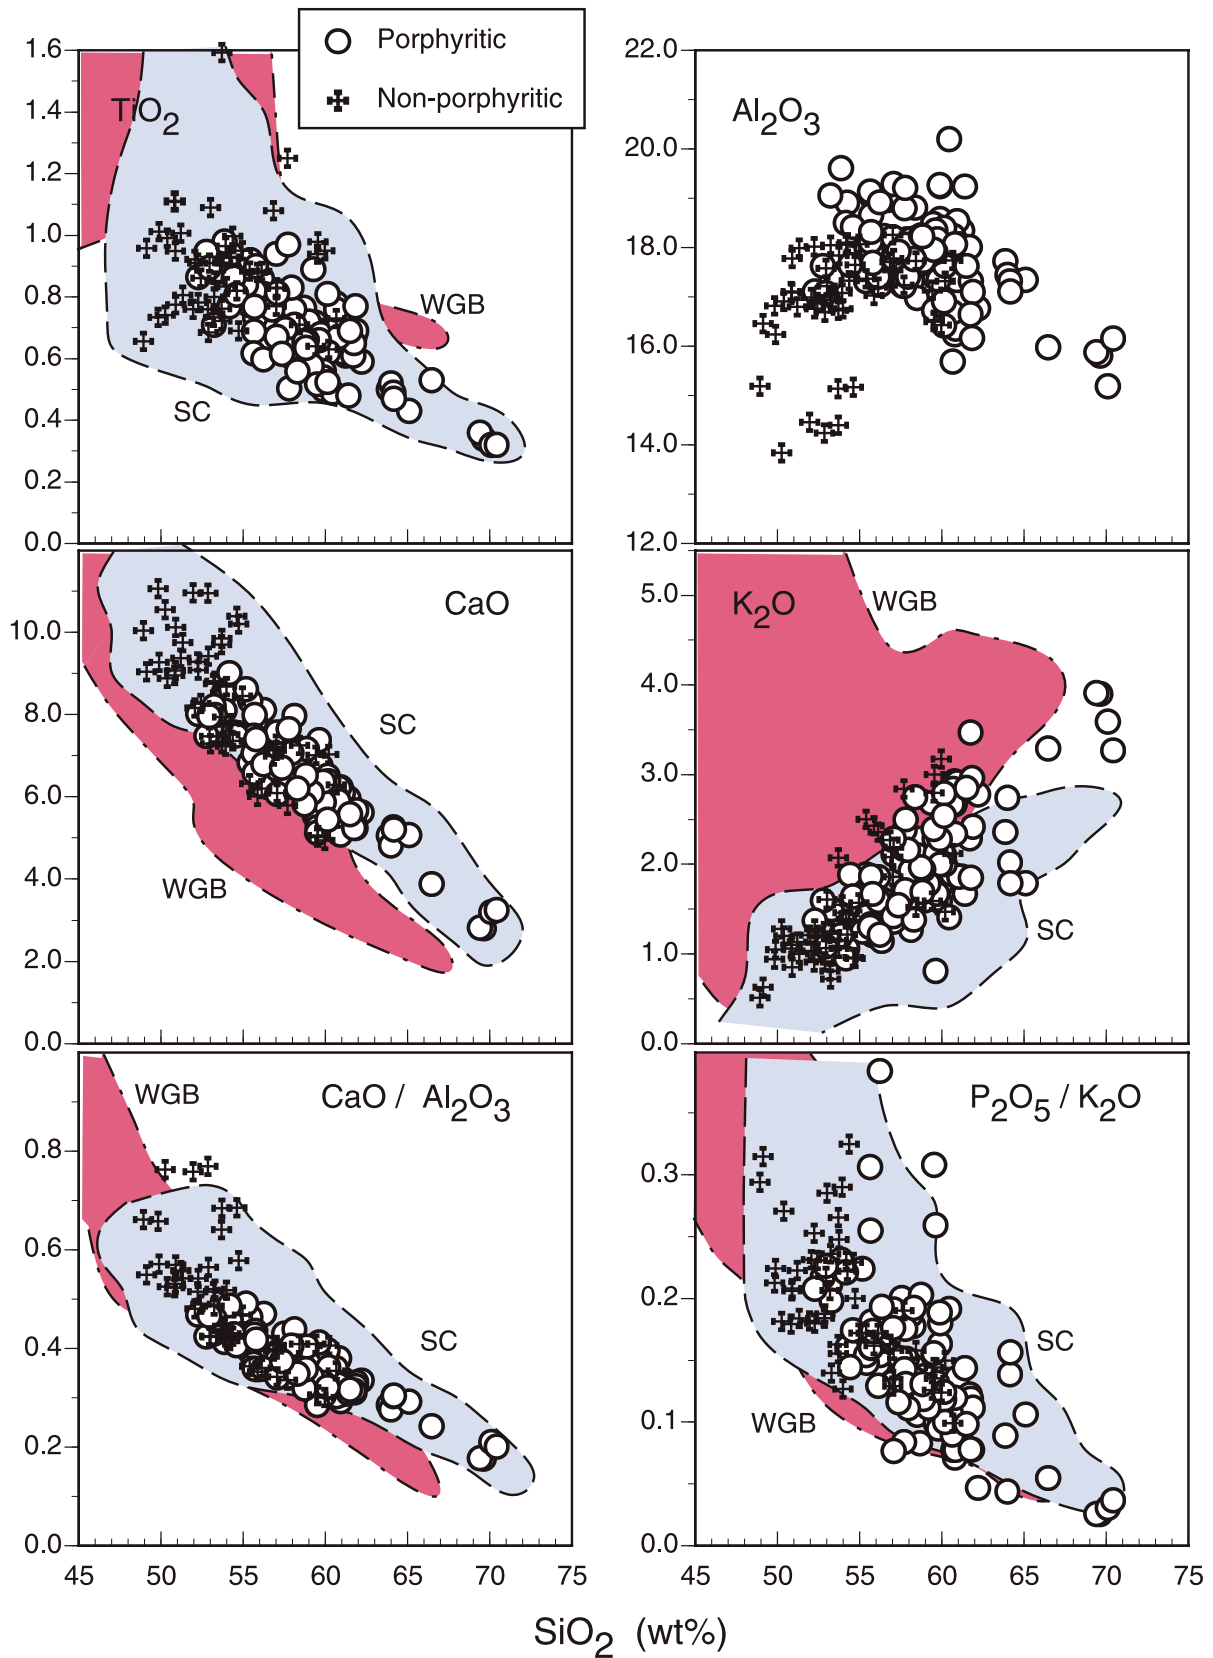 Porphyritic
Non-porphyritic
1.6
1.4
1.2
1.0
0.8
0.6
0.4
0.2
0.0
TiO2
WGB
SC
22.0
20.0
18.0
16.0
14.0
12.0
Al2O3
10.0
8.0
6.0
4.0
2.0
0.0
CaO
SC
WGB
5.0
4.0
3.0
2.0
1.0
0.0
K2O
WGB
SC
0.8
0.6
0.4
0.2
0.0
WGB
CaO / Al2O3
SC
45 50 55 60 65 70 75
0.3
0.2
0.1
0.0
P2O5 / K2O
SC
WGB
45 50 55 60 65 70 75
SiO2 (wt%)